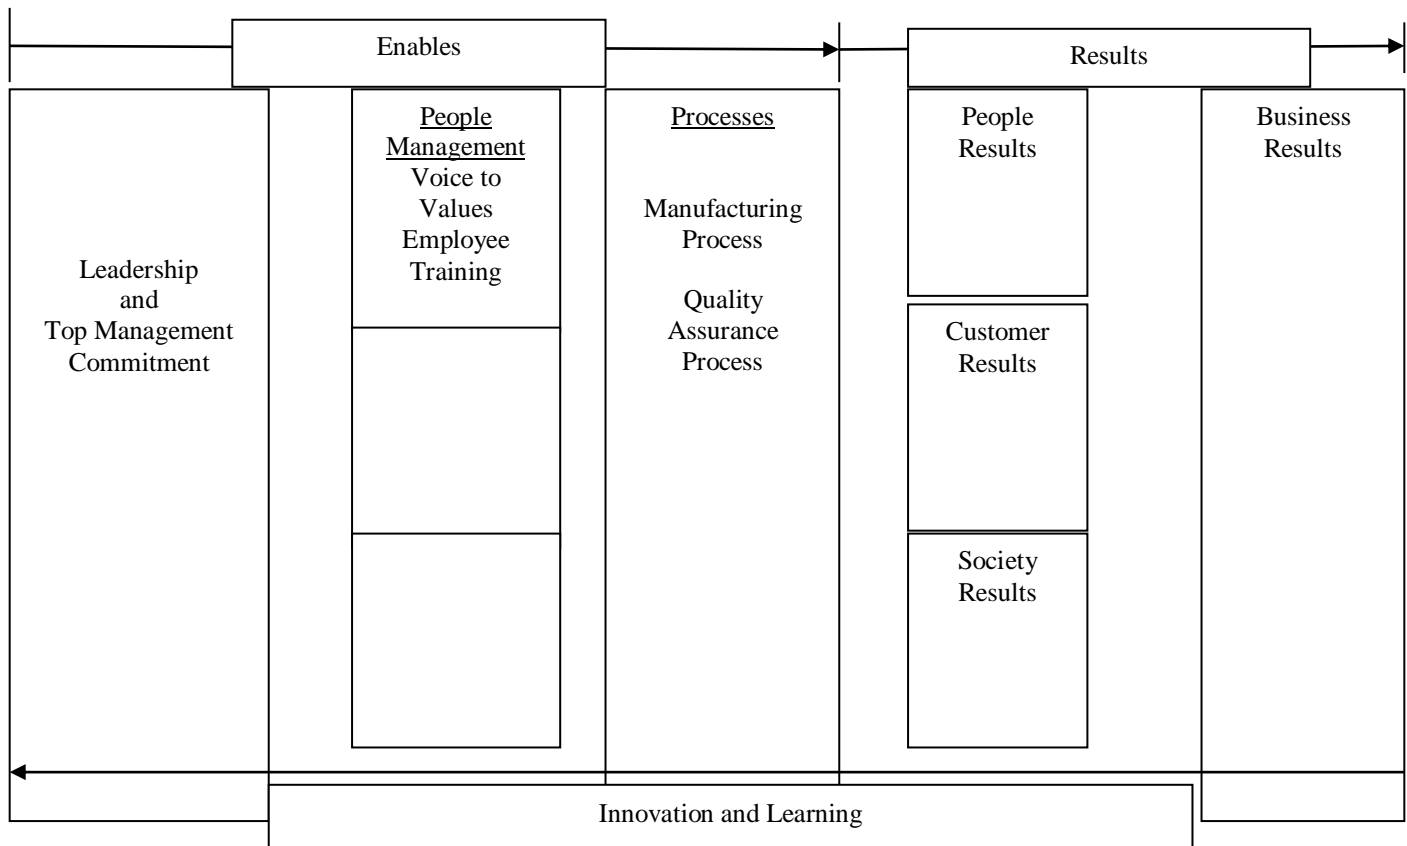 Enables
Results
Leadership
and
Top Management
Commitment
People
Management
Voice to
Values
Employee
Training
Processes
Manufacturing
Process
Quality
Assurance
Process
People
Results
Customer
Results
Society
Results
Business
Results
Innovation and Learning